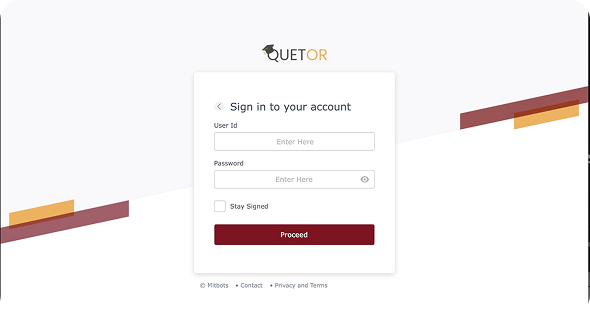 QUETOR
Sign in to your account
User Id
Enter Here
Password
Enter Here
Stay Signed
Proceed
© Mitbots • Contact • Privacy and Terms